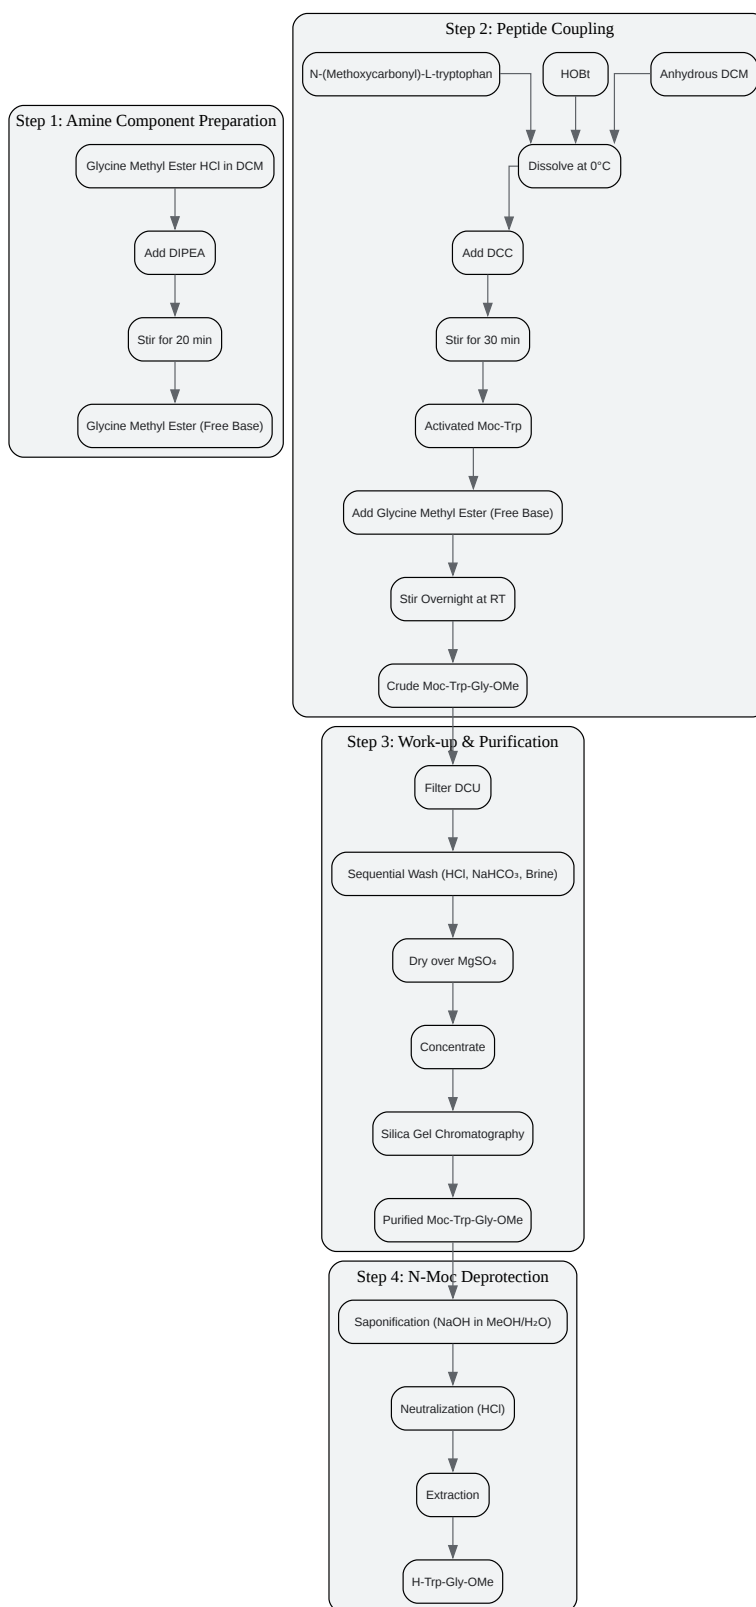 Step 1: Amine Component Preparation
Glycine Methyl Ester HCl in DCM
Add DIPEA
Stir for 20 min
Glycine Methyl Ester (Free Base)
Step 2: Peptide Coupling
N-(Methoxycarbonyl)-L-tryptophan
HOBt
Anhydrous DCM
Dissolve at 0°C
Add DCC
Stir for 30 min
Activated Moc-Trp
Add Glycine Methyl Ester (Free Base)
Stir Overnight at RT
Crude Moc-Trp-Gly-OMe
Step 3: Work-up & Purification
Filter DCU
Sequential Wash (HCl, NaHCO₃, Brine)
Dry over MgSO₄
Concentrate
Silica Gel Chromatography
Purified Moc-Trp-Gly-OMe
Step 4: N-Moc Deprotection
Saponification (NaOH in MeOH/H₂O)
Neutralization (HCl)
Extraction
H-Trp-Gly-OMe